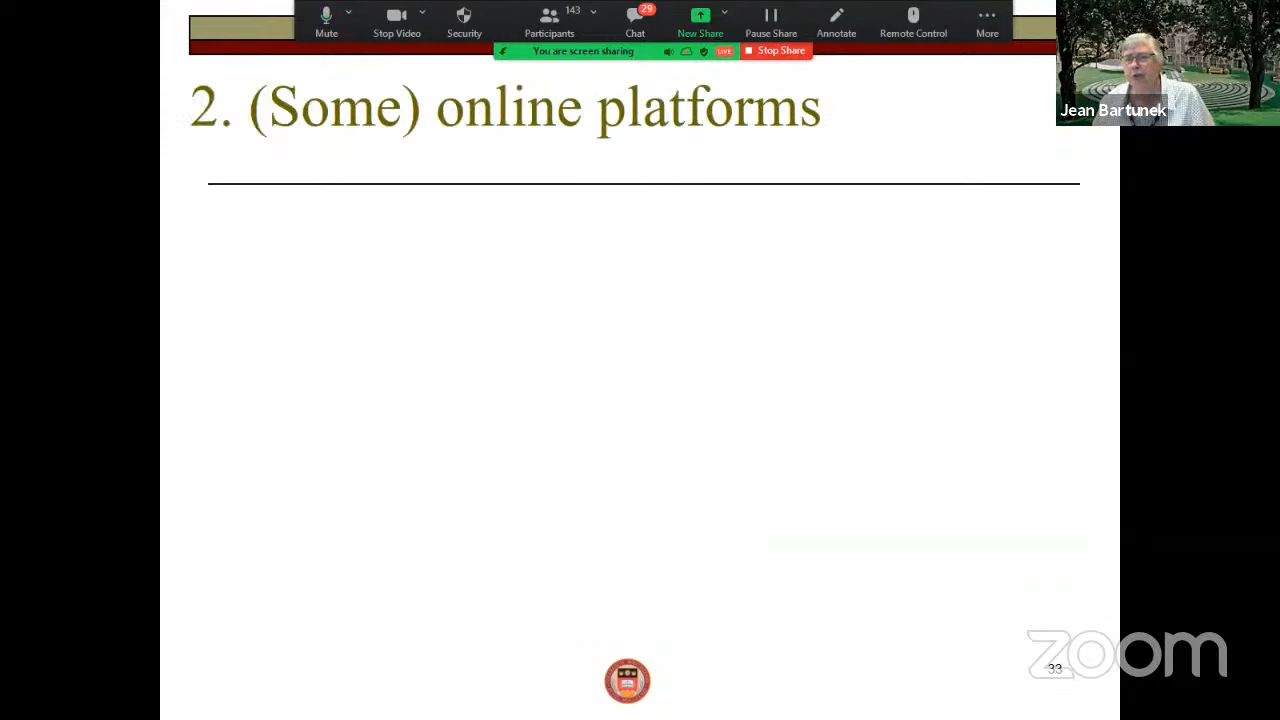 143
29
Mute
Stop Video
Security
Participants
Chat
New Share
Pause Share
Annotate
Remote Control
More
You are screen sharing
LIVE
Stop Share
Jean Bartunek
2. (Some) online platforms
zoom
33